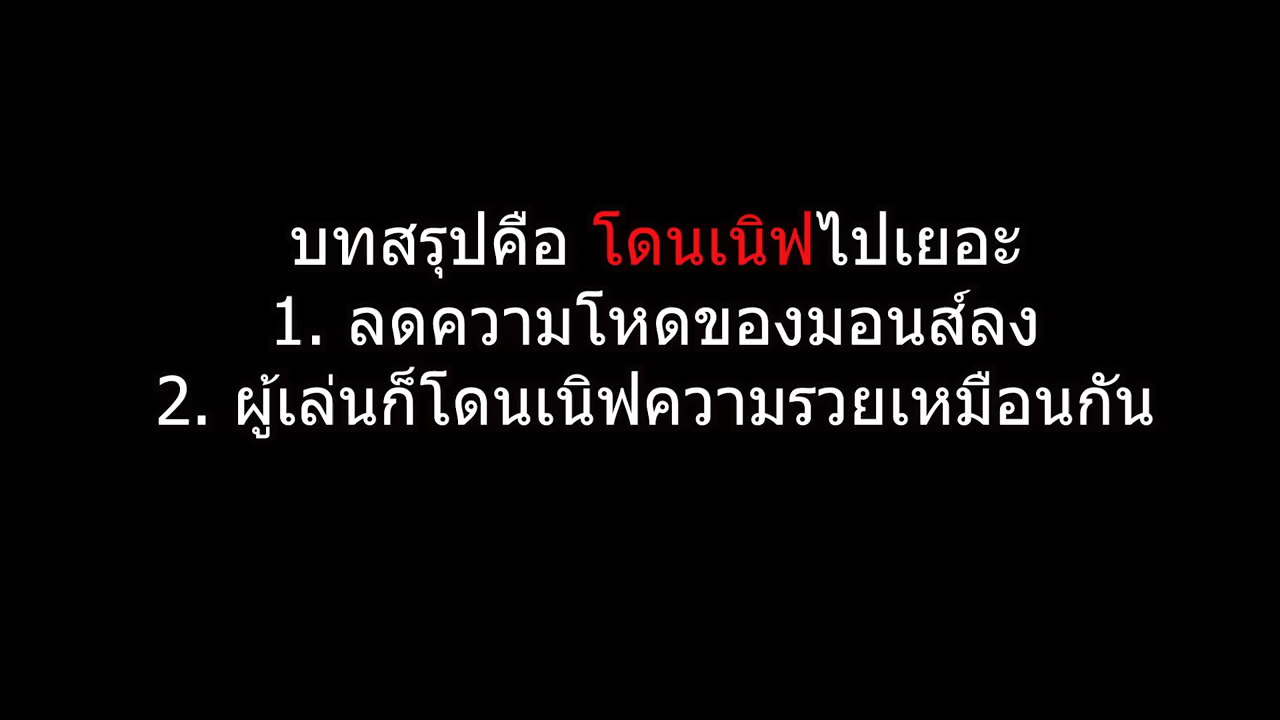 บทสรุปคือ โดนเนิฟไปเยอะ
1. ลดความโหดของมอนส์ลง
2. ผู้เล่นก็โดนเนิฟความรวยเหมือนกัน